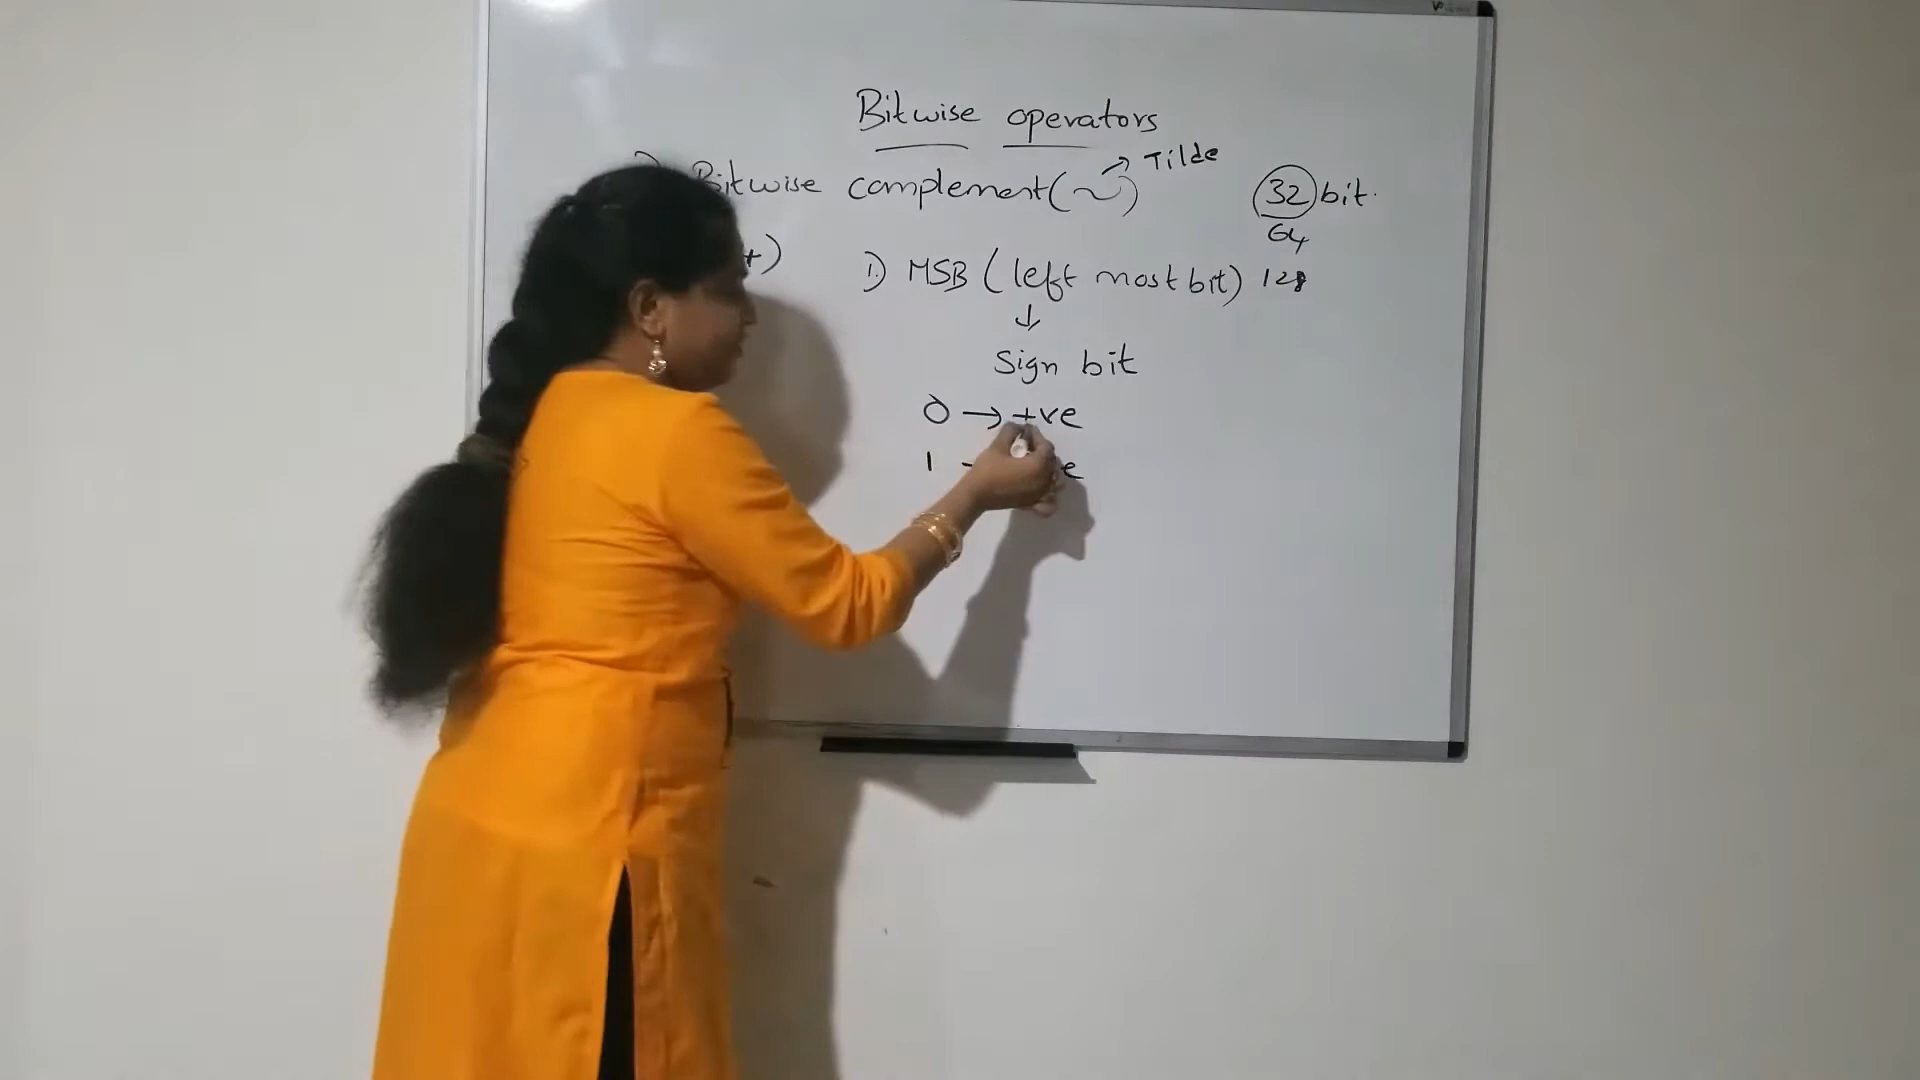 Bitwise operators
Bitwise complement(~) → Tilde
32 bit.
64
128
+)
1) MSB (left most bit)
↓
Sign bit
0 → +ve
1 e